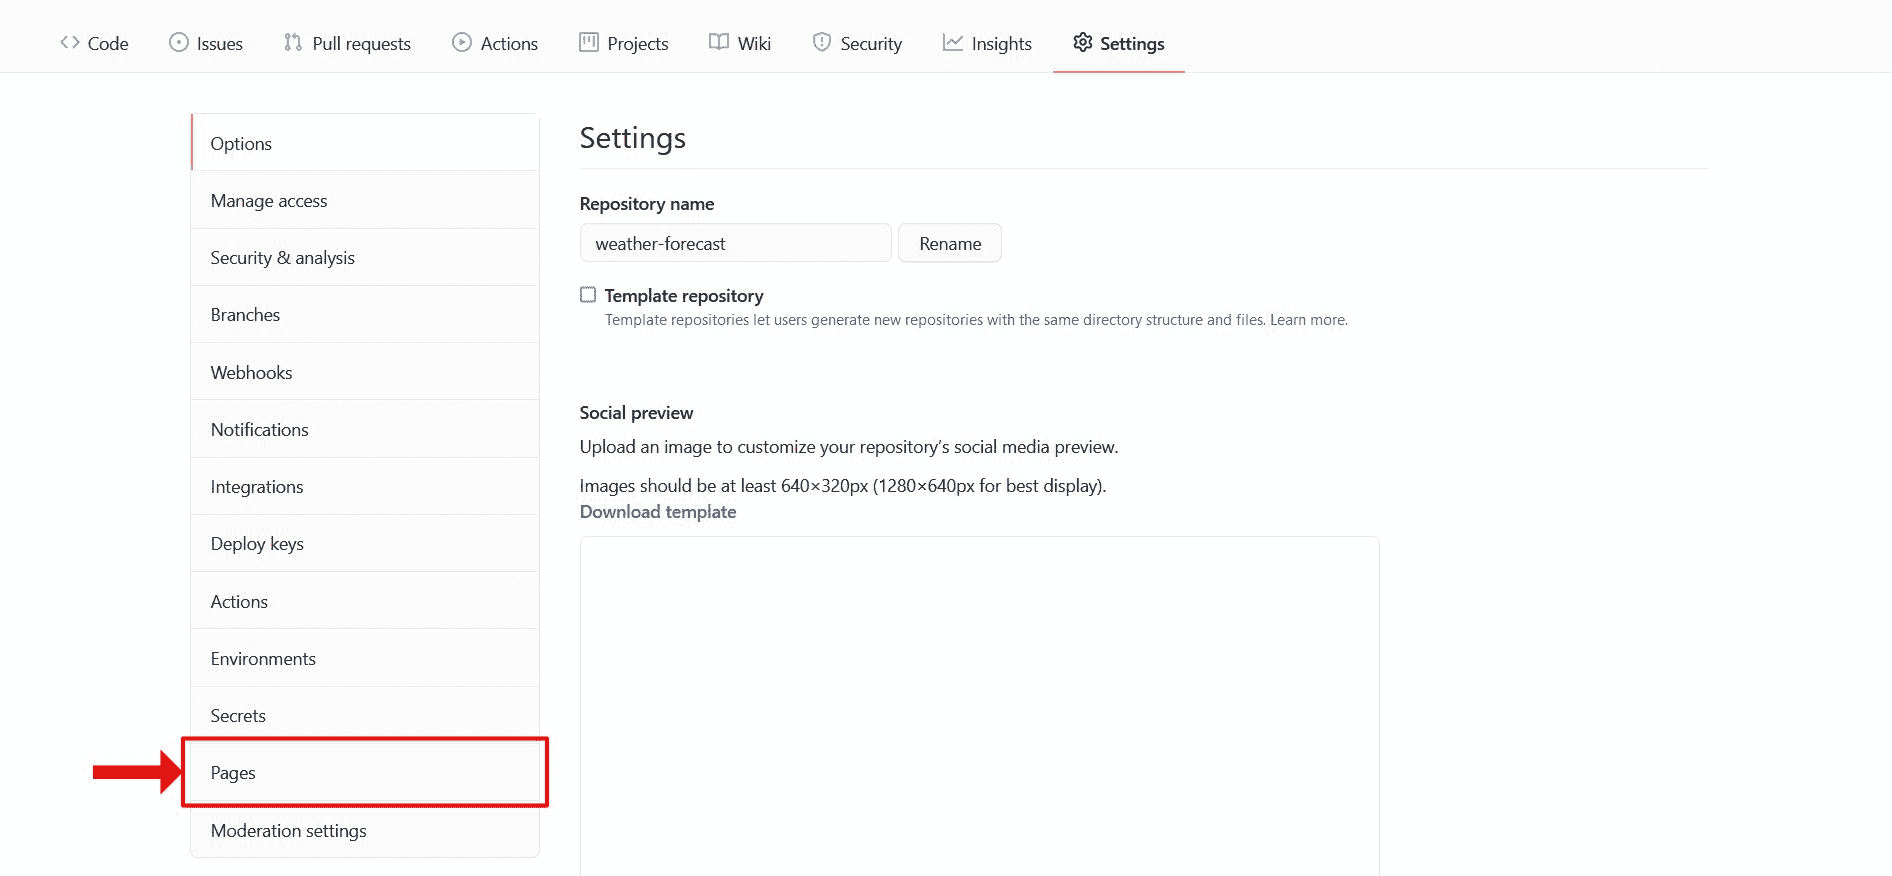 Code Issues Pull requests Actions Projects Wiki Security Insights Settings
Options
Manage access
Security & analysis
Branches
Webhooks
Notifications
Integrations
Deploy keys
Actions
Environments
Secrets
Pages
Moderation settings
Settings
Repository name
weather-forecast Rename
Template repository
Template repositories let users generate new repositories with the same directory structure and files. Learn more.
Social preview
Upload an image to customize your repository's social media preview.
Images should be at least 640×320px (1280×640px for best display).
Download template